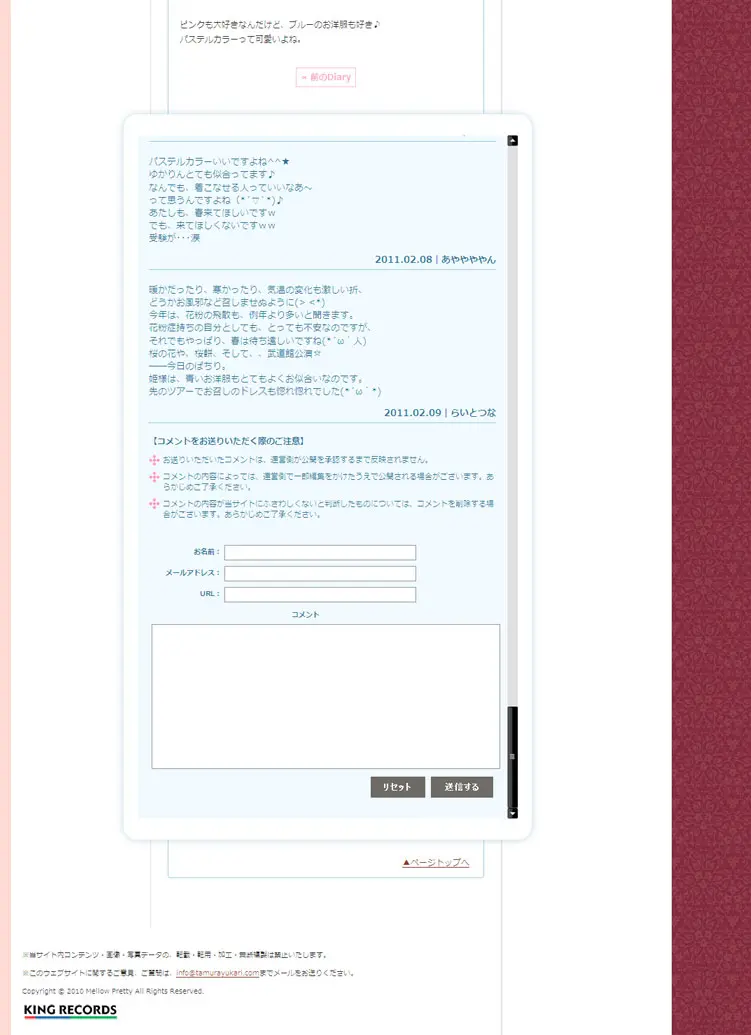 ピンクも大好きなんだけど、ブルーのお洋服も好き♪
パステルカラーって可愛いよね。
« 前のDiary
パステルカラーいいですよね^^★
ゆかりんとても似合ってます♪
なんでも、着こなせる人っていいなあ～
って思うんですよね（*´▽｀*)♪
あたしも、春来てほしいですｗ
でも、来てほしくないですｗｗ
受験が･･･涙
2011.02.08 | あやややん
暖かだったり、寒かったり、気温の変化も激しい折、
どうかお風邪など召しませぬように(> <*)
今年は、花粉の飛散も、例年より多いと聞きます。
花粉症持ちの自分としても、とっても不安なのですが、
それでもやっぱり、春は待ち遠しいですね(*´ω｀人)
桜の花や、桜餅、そして、、武道館公演☆
━━今日のぱちり。
姫様は、青いお洋服もとてもよくお似合いなのです。
先のツアーでお召しのドレスも惚れ惚れでした(*´ω｀*)
2011.02.09 | らいとつな
【コメントをお送りいただく際のご注意】
お送りいただいたコメントは、運営側が公開を承認するまで反映されません。
コメントの内容によっては、運営側で一部編集をかけたうえで公開される場合がございます。あ
らかじめご了承ください。
コメントの内容が当サイトにふさわしくないと判断したものについては、コメントを削除する場
合がございます。あらかじめご了承ください。
お名前：
メールアドレス：
URL：
コメント
リセット 送信する
▲ページトップへ
※当サイト内コンテンツ・画像・写真データの、転載・転用・加工・無断複製は禁止いたします。
※このウェブサイトに関するご意見、ご質問は、info@tamurayukari.comまでメールをお送りください。
Copyright © 2010 Mellow Pretty All Rights Reserved.
KING RECORDS